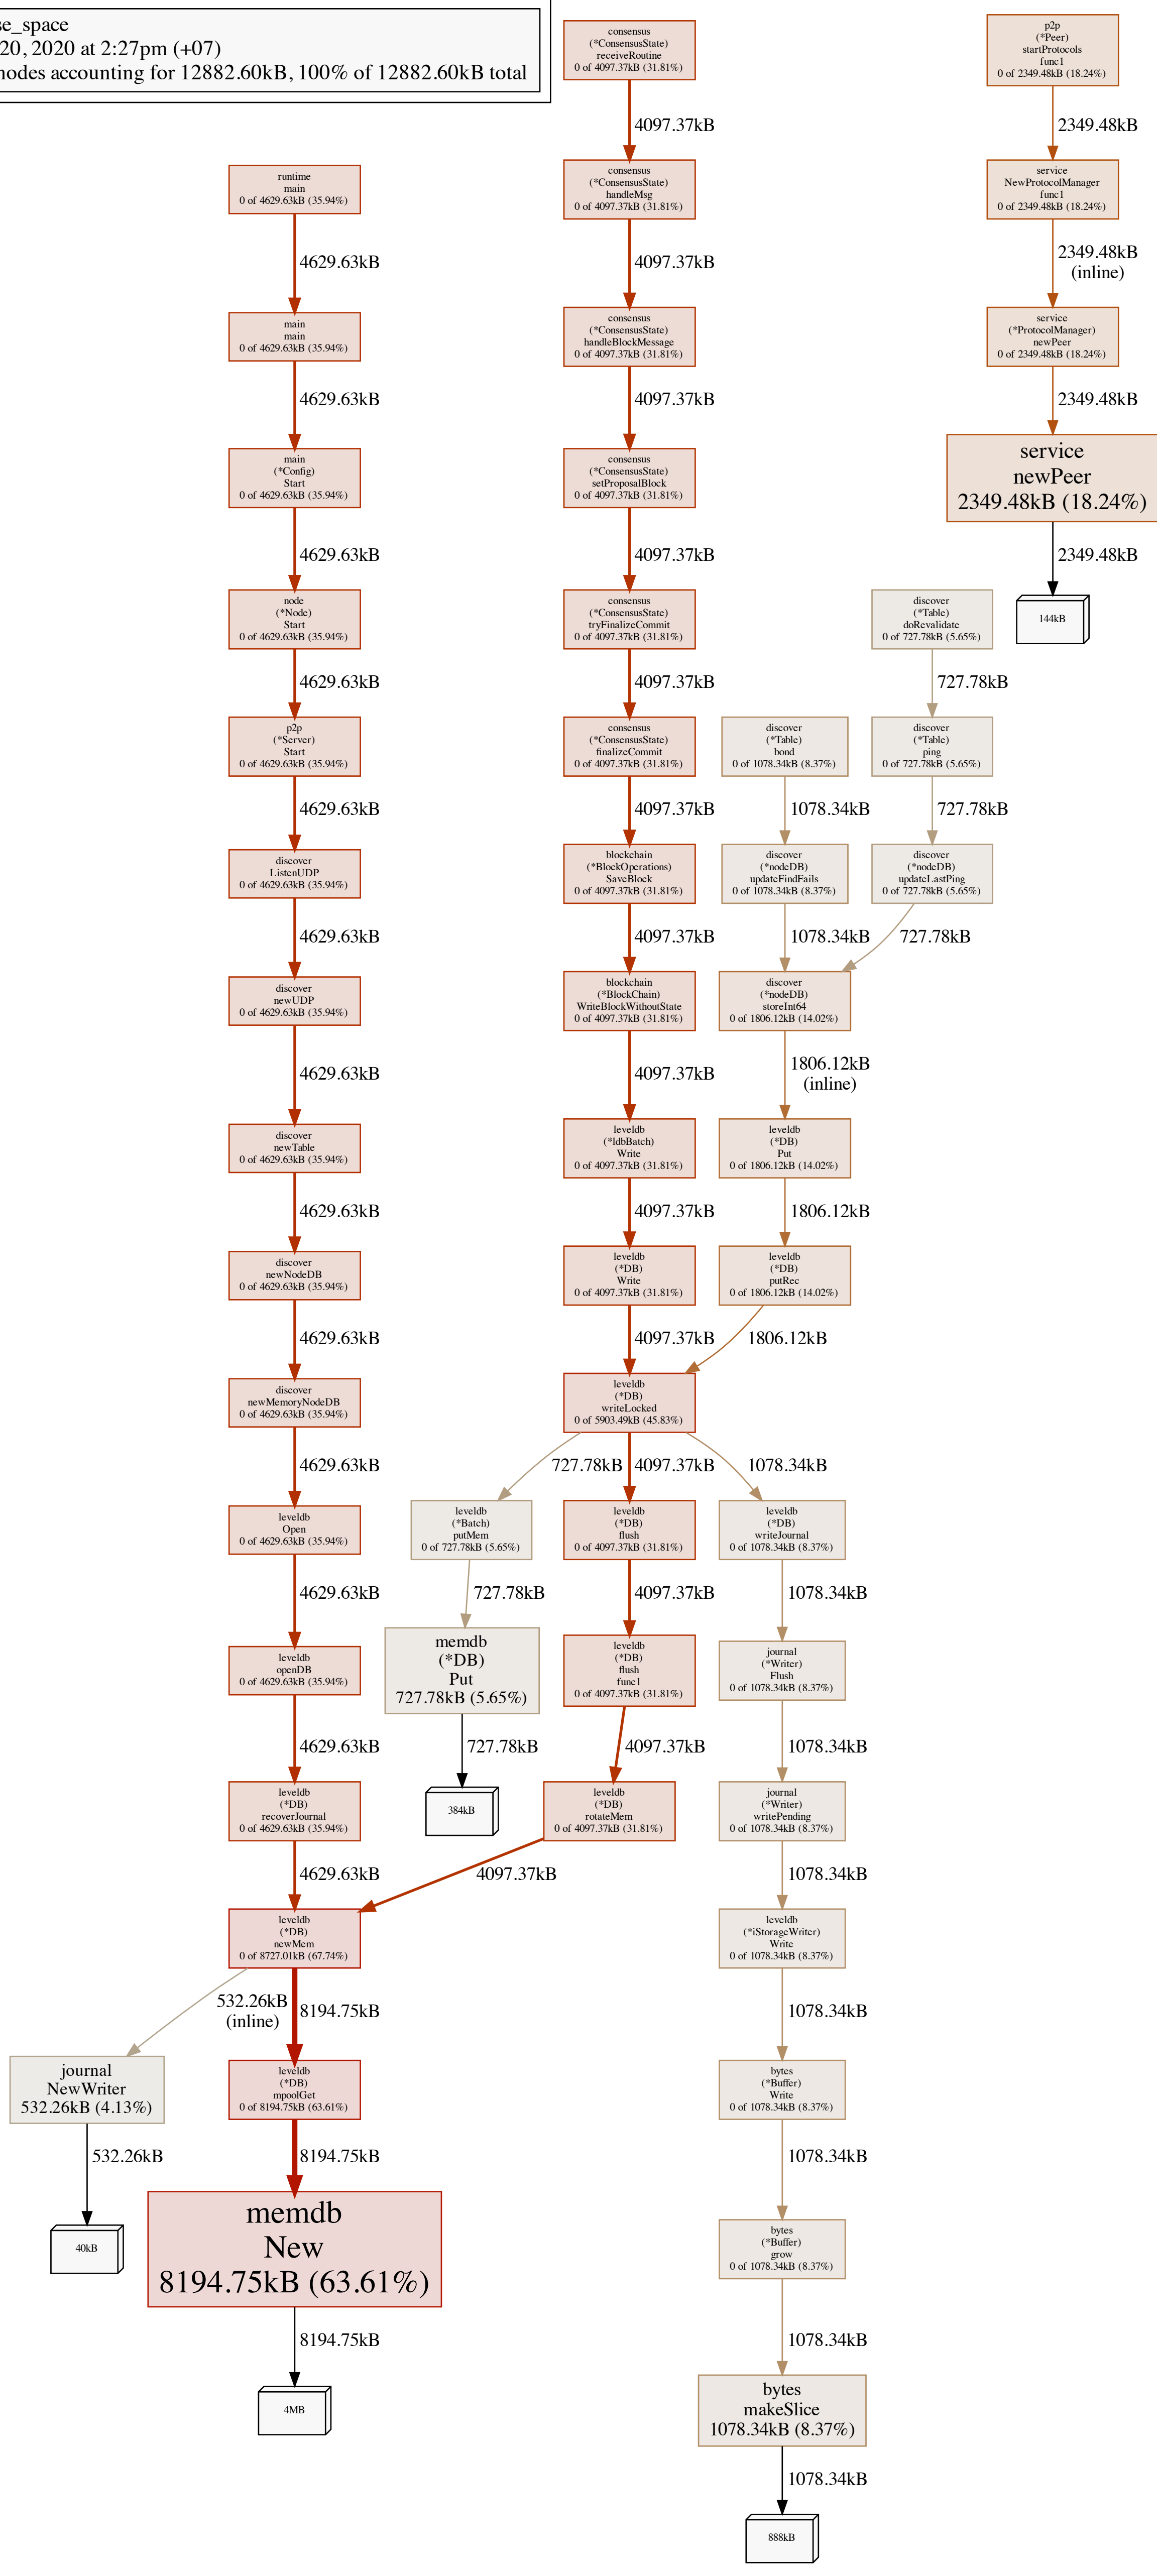 se_space
20, 2020 at 2:27pm (+07)
nodes accounting for 12882.60kB, 100% of 12882.60kB total
consensus
(*ConsensusState)
receiveRoutine
0 of 4097.37kB (31.81%)
p2p
(*Peer)
startProtocols
func1
0 of 2349.48kB (18.24%)
4097.37kB
2349.48kB
runtime
main
0 of 4629.63kB (35.94%)
consensus
(*ConsensusState)
handleMsg
0 of 4097.37kB (31.81%)
service
NewProtocolManager
func1
0 of 2349.48kB (18.24%)
4629.63kB
4097.37kB
2349.48kB
(inline)
main
main
0 of 4629.63kB (35.94%)
consensus
(*ConsensusState)
handleBlockMessage
0 of 4097.37kB (31.81%)
service
(*ProtocolManager)
newPeer
0 of 2349.48kB (18.24%)
4629.63kB
4097.37kB
2349.48kB
main
(*Config)
Start
0 of 4629.63kB (35.94%)
consensus
(*ConsensusState)
setProposalBlock
0 of 4097.37kB (31.81%)
service
newPeer
2349.48kB (18.24%)
4629.63kB
4097.37kB
2349.48kB
node
(*Node)
Start
0 of 4629.63kB (35.94%)
consensus
(*ConsensusState)
tryFinalizeCommit
0 of 4097.37kB (31.81%)
discover
(*Table)
doRevalidate
0 of 727.78kB (5.65%)
144kB
4629.63kB
4097.37kB
727.78kB
p2p
(*Server)
Start
0 of 4629.63kB (35.94%)
consensus
(*ConsensusState)
finalizeCommit
0 of 4097.37kB (31.81%)
discover
(*Table)
bond
0 of 1078.34kB (8.37%)
discover
(*Table)
ping
0 of 727.78kB (5.65%)
4629.63kB
4097.37kB
1078.34kB
727.78kB
discover
ListenUDP
0 of 4629.63kB (35.94%)
blockchain
(*BlockOperations)
SaveBlock
0 of 4097.37kB (31.81%)
discover
(*nodeDB)
updateFindFails
0 of 1078.34kB (8.37%)
discover
(*nodeDB)
updateLastPing
0 of 727.78kB (5.65%)
4629.63kB
4097.37kB
1078.34kB
727.78kB
discover
newUDP
0 of 4629.63kB (35.94%)
blockchain
(*BlockChain)
WriteBlockWithoutState
0 of 4097.37kB (31.81%)
discover
(*nodeDB)
storeInt64
0 of 1806.12kB (14.02%)
4629.63kB
4097.37kB
1806.12kB
(inline)
discover
newTable
0 of 4629.63kB (35.94%)
leveldb
(*ldbBatch)
Write
0 of 4097.37kB (31.81%)
leveldb
(*DB)
Put
0 of 1806.12kB (14.02%)
4629.63kB
4097.37kB
1806.12kB
discover
newNodeDB
0 of 4629.63kB (35.94%)
leveldb
(*DB)
Write
0 of 4097.37kB (31.81%)
leveldb
(*DB)
putRec
0 of 1806.12kB (14.02%)
4629.63kB
4097.37kB
1806.12kB
discover
newMemoryNodeDB
0 of 4629.63kB (35.94%)
leveldb
(*DB)
writeLocked
0 of 5903.49kB (45.83%)
4629.63kB
727.78kB
4097.37kB
1078.34kB
leveldb
Open
0 of 4629.63kB (35.94%)
leveldb
(*Batch)
putMem
0 of 727.78kB (5.65%)
leveldb
(*DB)
flush
0 of 4097.37kB (31.81%)
leveldb
(*DB)
writeJournal
0 of 1078.34kB (8.37%)
4629.63kB
727.78kB
4097.37kB
1078.34kB
leveldb
openDB
0 of 4629.63kB (35.94%)
memdb
(*DB)
Put
727.78kB (5.65%)
leveldb
(*DB)
flush
func1
0 of 4097.37kB (31.81%)
journal
(*Writer)
Flush
0 of 1078.34kB (8.37%)
4629.63kB
727.78kB
4097.37kB
1078.34kB
leveldb
(*DB)
recoverJournal
0 of 4629.63kB (35.94%)
384kB
leveldb
(*DB)
rotateMem
0 of 4097.37kB (31.81%)
journal
(*Writer)
writePending
0 of 1078.34kB (8.37%)
4629.63kB
4097.37kB
1078.34kB
leveldb
(*DB)
newMem
0 of 8727.01kB (67.74%)
leveldb
(*iStorageWriter)
Write
0 of 1078.34kB (8.37%)
532.26kB
(inline)
8194.75kB
1078.34kB
journal
NewWriter
532.26kB (4.13%)
leveldb
(*DB)
mpoolGet
0 of 8194.75kB (63.61%)
bytes
(*Buffer)
Write
0 of 1078.34kB (8.37%)
532.26kB
8194.75kB
1078.34kB
40kB
memdb
New
8194.75kB (63.61%)
bytes
(*Buffer)
grow
0 of 1078.34kB (8.37%)
8194.75kB
1078.34kB
4MB
bytes
makeSlice
1078.34kB (8.37%)
1078.34kB
888kB